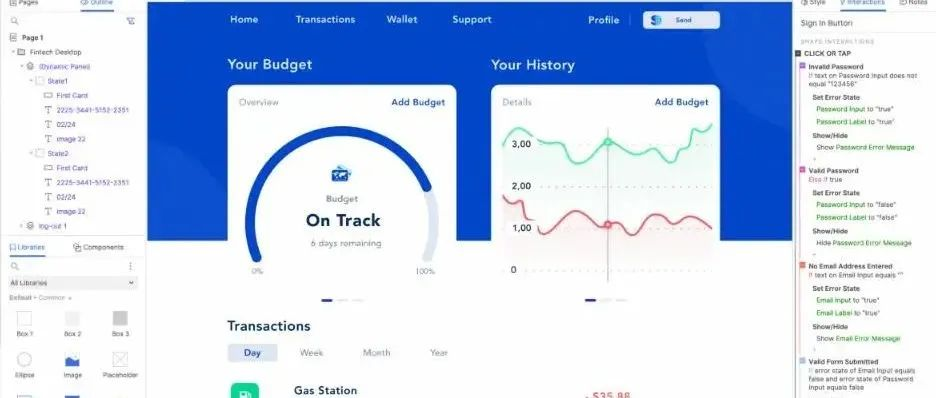 Pages
Outline
Page 1
Fintech Desktop
(Dynamic Panel)
State1
First Card
2225-3441-5152-2351
02/24
image 22
State2
First Card
2225-3441-5152-2351
02/24
image 22
log-out 1
Libraries
Components
All Libraries
Default > Common
Box 1
Box 2
Box 3
Ellipse
Image
Placeholder
Home
Transactions
Wallet
Support
Profile
Send
Your Budget
Overview
Add Budget
Budget
On Track
6 days remaining
0%
100%
Your History
Details
Add Budget
3,00
2,00
1,00
0
Transactions
Day
Week
Month
Year
Gas Station
- $35.98
Style
Interactions
Notes
Sign In Button
SHAPE INTERACTIONS
CLICK OR TAP
Invalid Password
If text on Password Input does not
equal "123456"
Set Error State
Password Input to "true"
Password Label to "true"
Show/Hide
Show Password Error Message
+
Valid Password
Else If true
Set Error State
Password Input to "false"
Password Label to "false"
Show/Hide
Hide Password Error Message
+
No Email Address Entered
If text on Email Input equals ""
Set Error State
Email Input to "true"
Email Label to "true"
Show/Hide
Show Email Error Message
+
Valid Form Submitted
If error state of Email Input equals
false and error state of Password
Input equals false